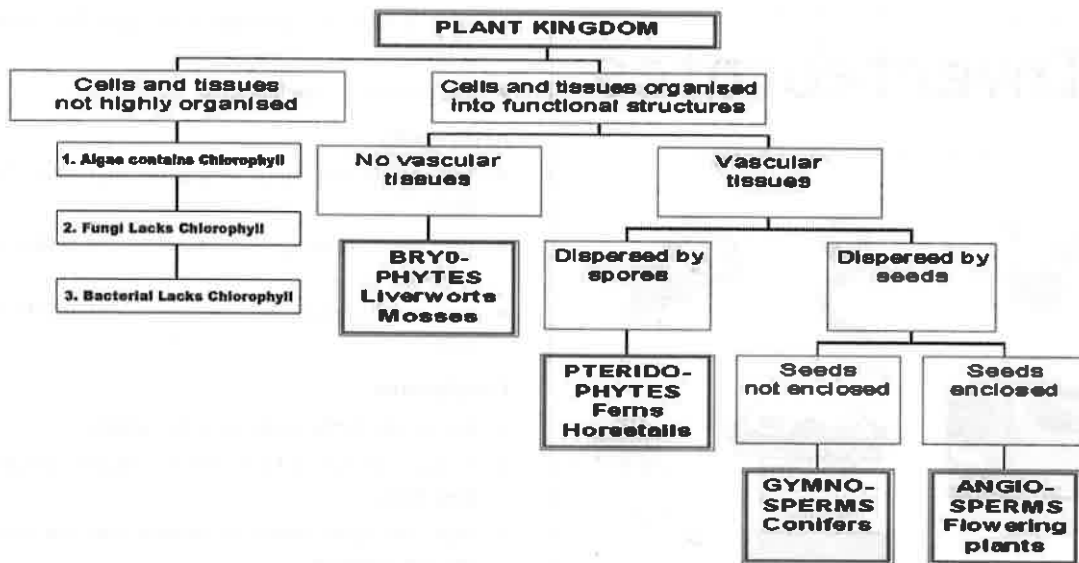 PLANT KINGDOM
Cells and tissues
not highly organised
Cells and tissues organised
into functional structures
1. Algae contains Chlorophyll
2. Fungi Lacks Chlorophyll
3. Bacterial Lacks Chlorophyll
No vascular
tissues
Vascular
tissues
BRYO-
PHYTES
Liverworts
Mosses
Dispersed by
spores
Dispersed by
seeds
PTERIDO-
PHYTES
Ferns
Horsetails
Seeds
not enclosed
Seeds
enclosed
GYMNO-
SPERMS
Conifers
ANGIO-
SPERMS
Flowering
plants